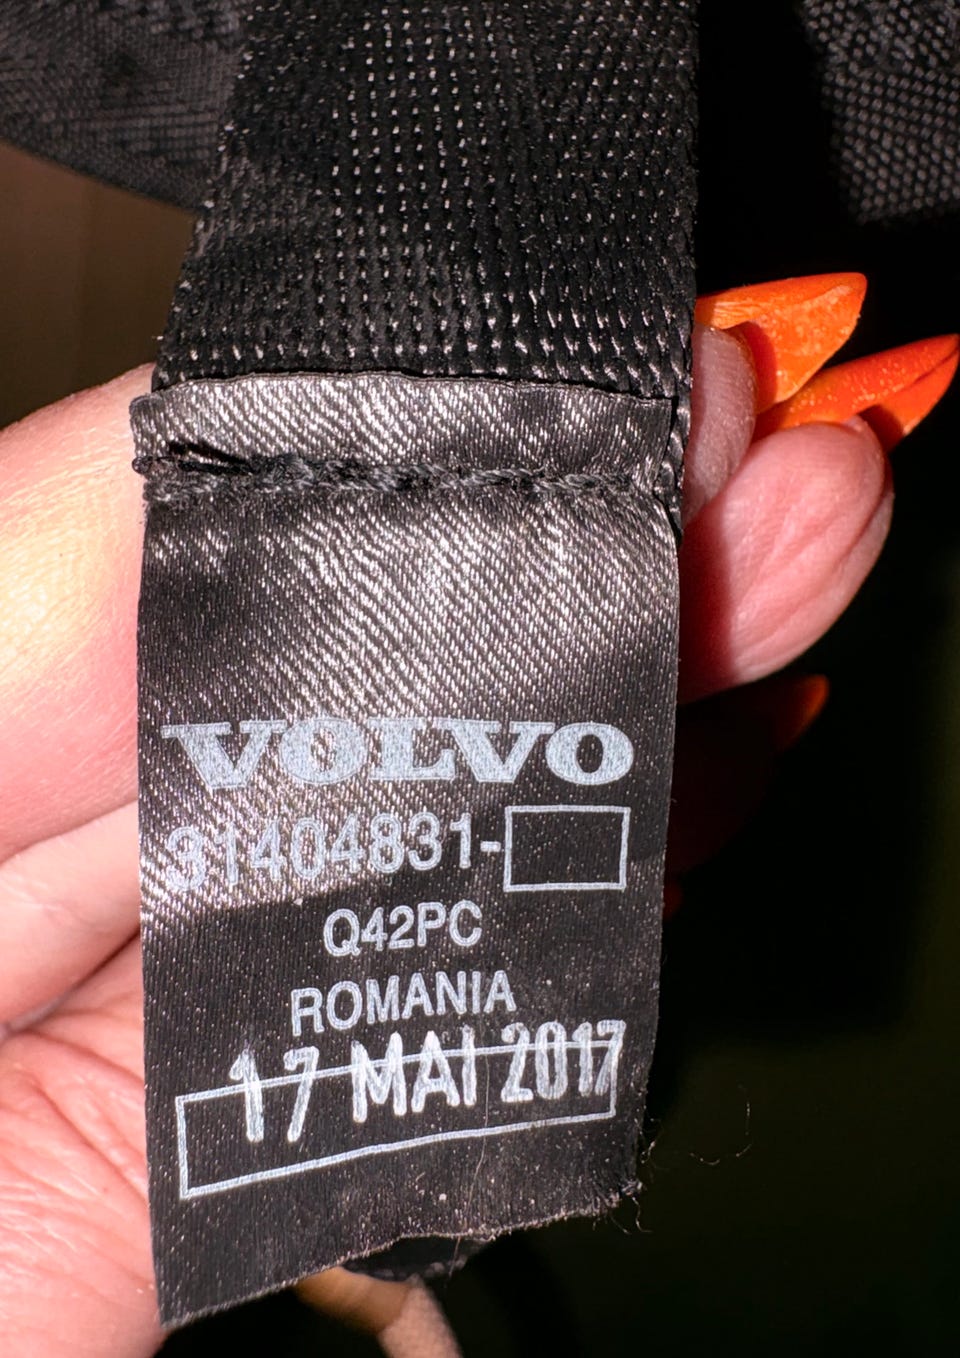 VOLVO
31404831-
Q42PC
ROMANIA
17 MAI 2017